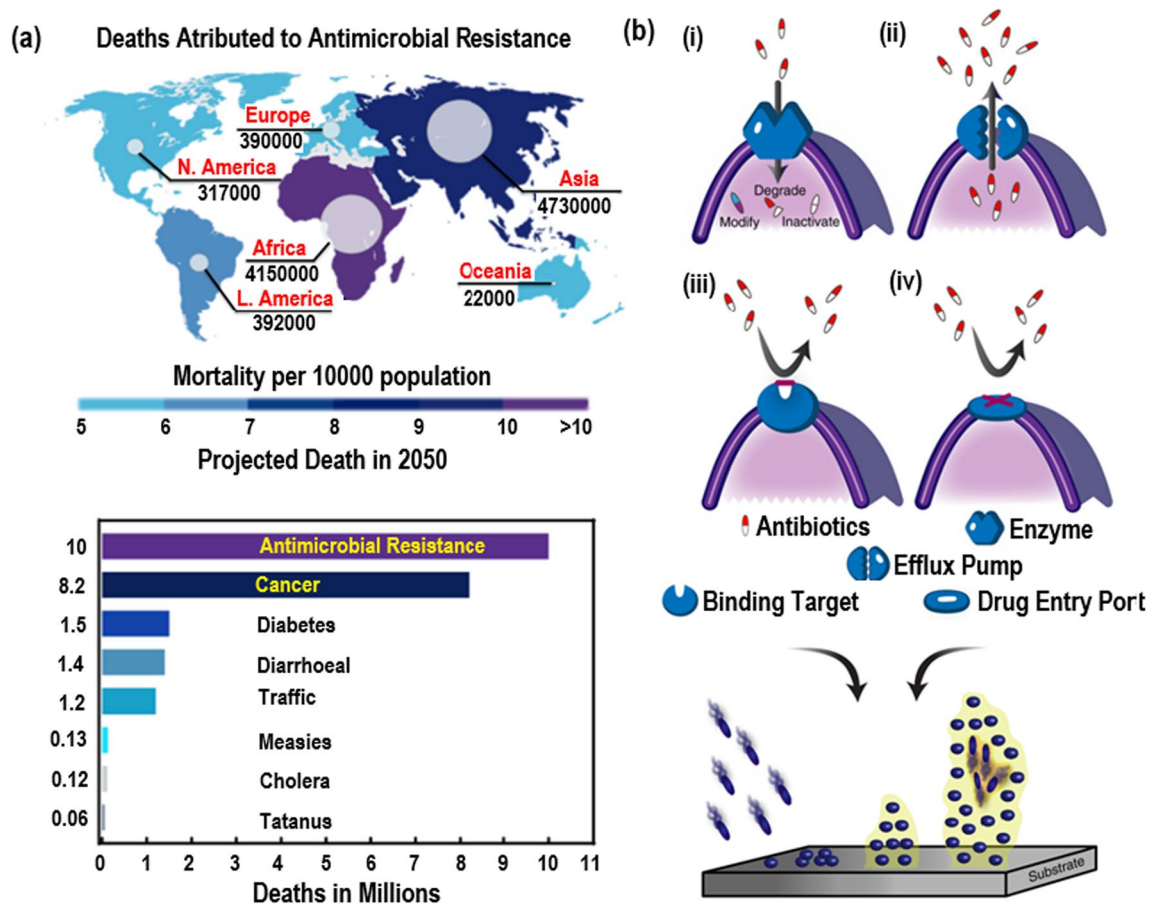 (a)
Deaths Atributed to Antimicrobial Resistance
Europe
390000
N. America
317000
Asia
4730000
Africa
4150000
Oceania
22000
L. America
392000
Mortality per 10000 population
5 6 7 8 9 10 >10
Projected Death in 2050
10 Antimicrobial Resistance
8.2 Cancer
1.5 Diabetes
1.4 Diarrhoeal
1.2 Traffic
0.13 Measies
0.12 Cholera
0.06 Tatanus
0 1 2 3 4 5 6 7 8 9 10 11
Deaths in Millions
(b)
(i)
Degrade
Modify Inactivate
(ii)
(iii)
(iv)
Antibiotics
Enzyme
Efflux Pump
Binding Target
Drug Entry Port
Substrate